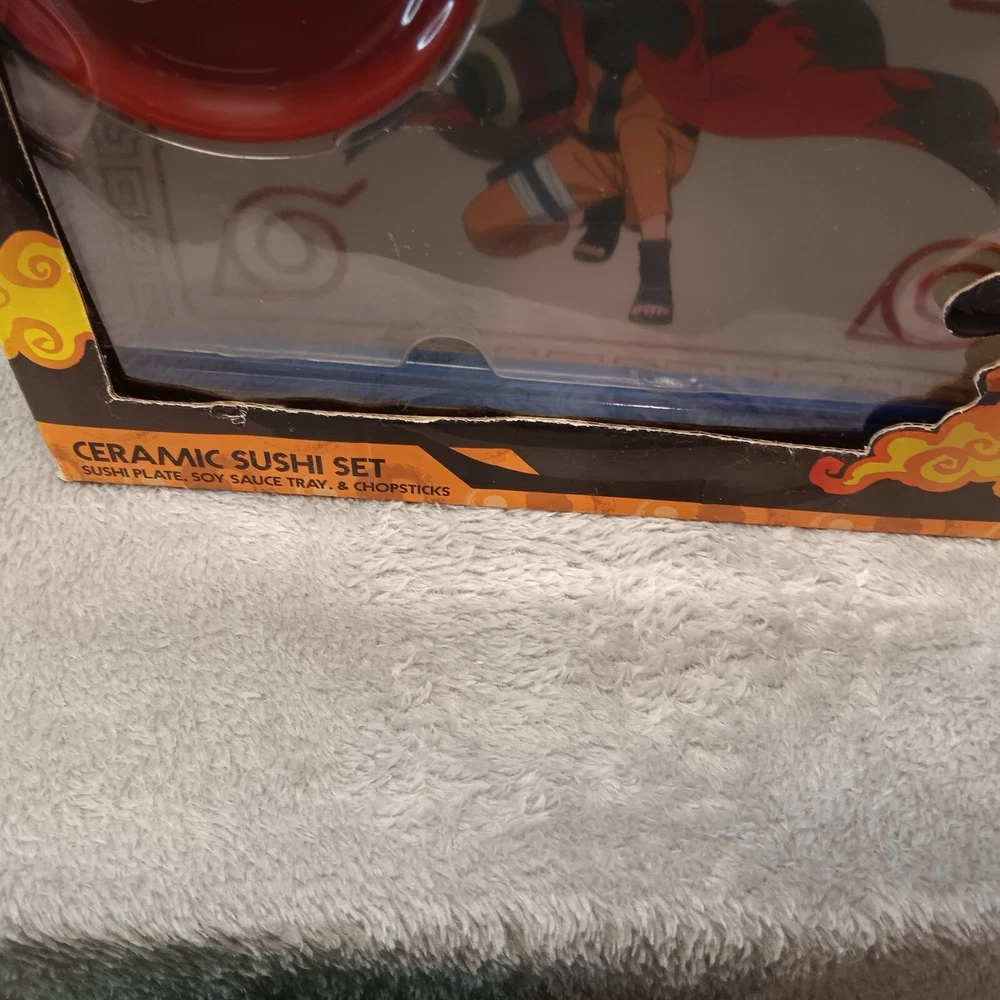 CERAMIC SUSHI SET
SUSHI PLATE, SOY SAUCE TRAY, & CHOPSTICKS